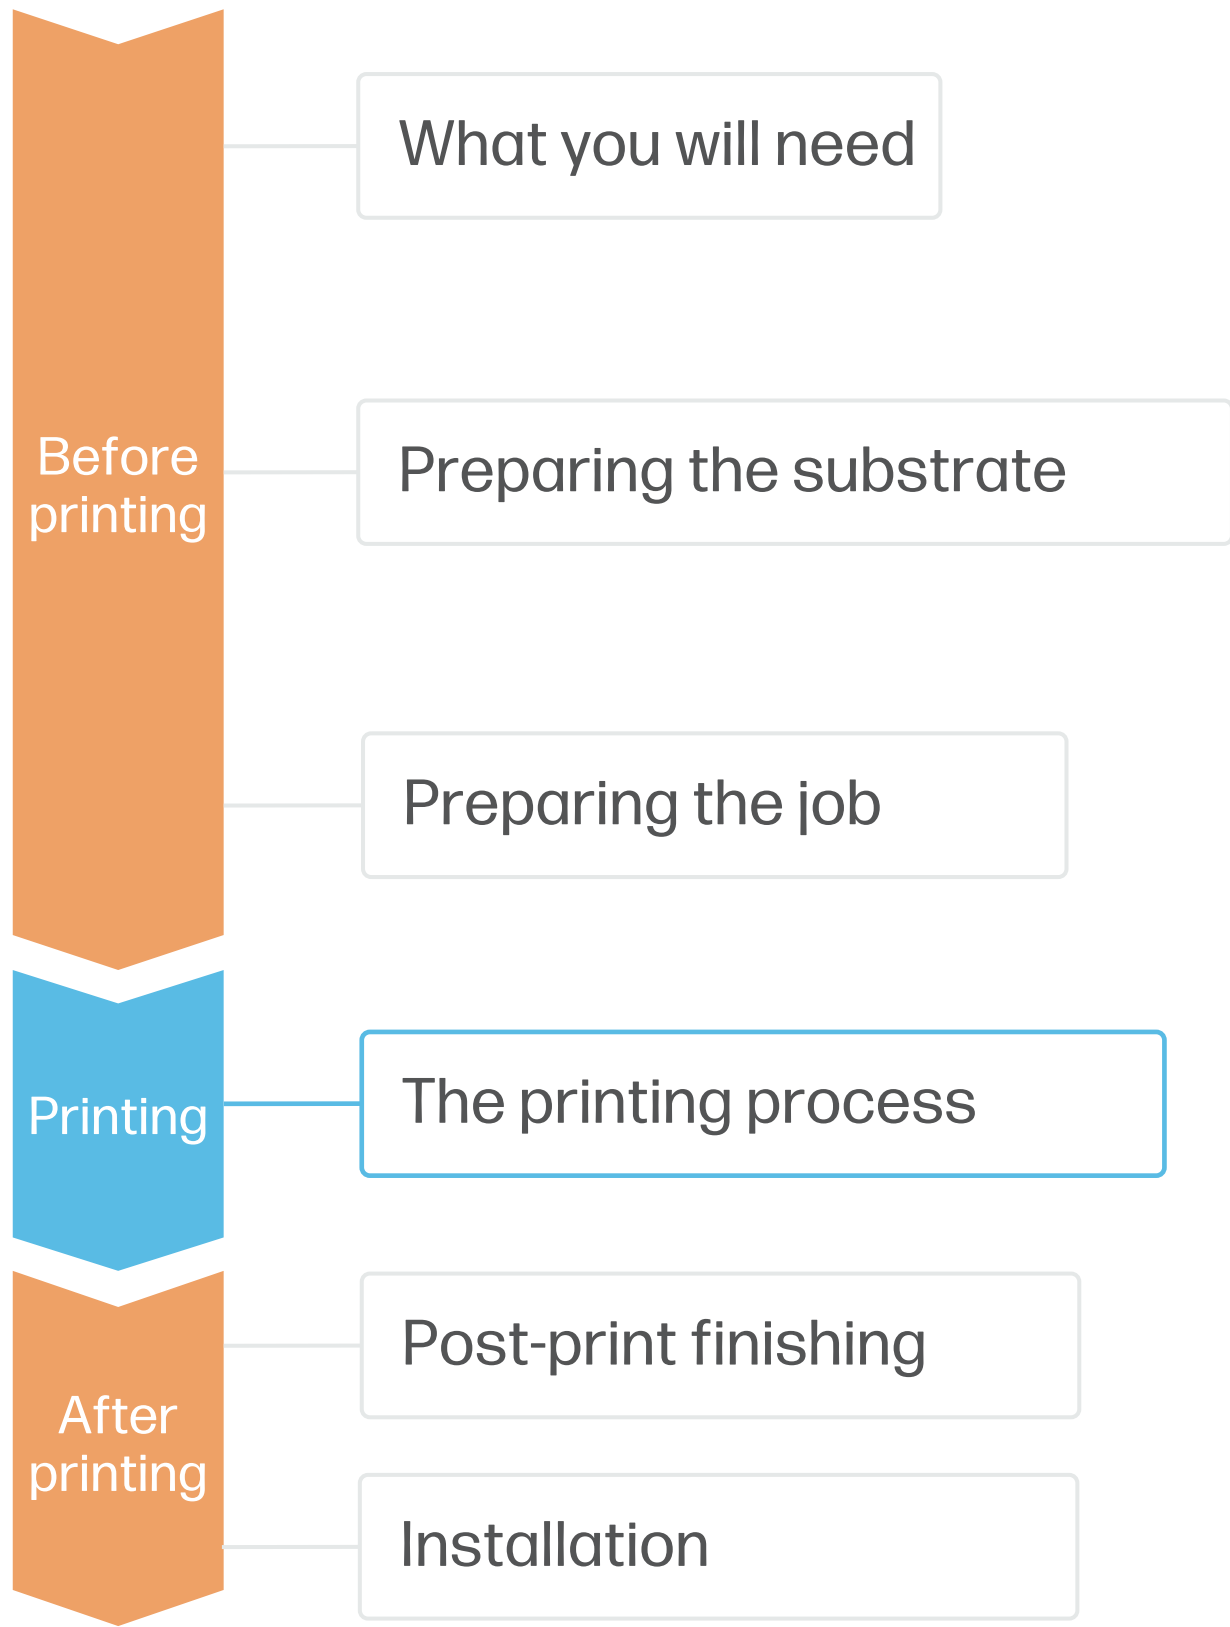 What you will need
Before
printing
Preparing the substrate
Preparing the job
Printing
The printing process
Post-print finishing
After
printing
Installation